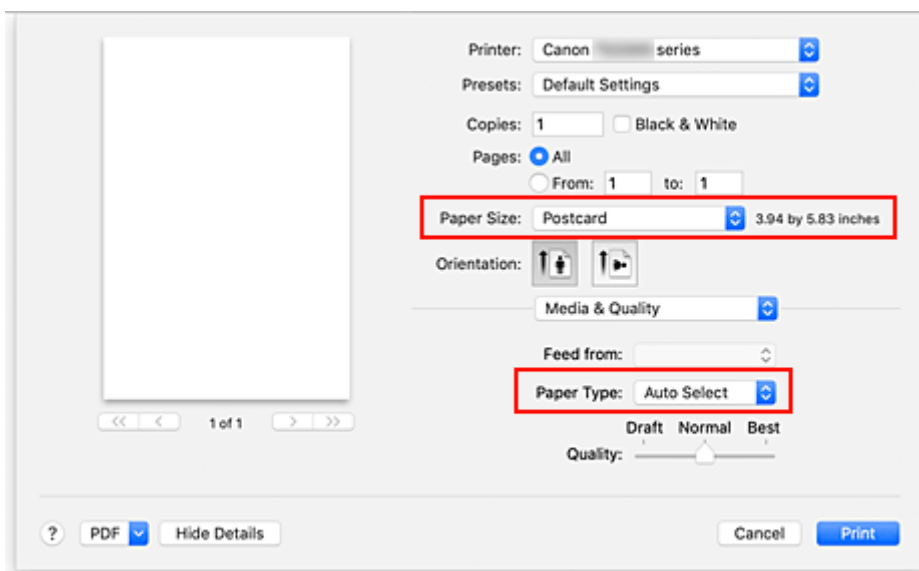 Printer: Canon series
Presets: Default Settings
Copies: 1 Black & White
Pages: All
From: 1 to: 1
Paper Size: Postcard 3.94 by 5.83 inches
Orientation:
Media & Quality
Feed from:
Paper Type: Auto Select
Draft Normal Best
Quality:
<< < 1 of 1 > >>
? PDF Hide Details Cancel Print